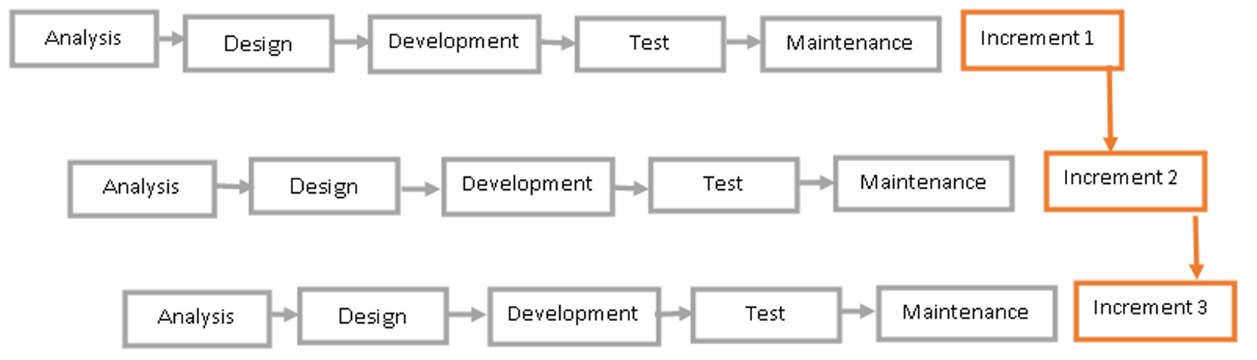 Analysis
Design
Development
Test
Maintenance
Increment 1
Analysis
Design
Development
Test
Maintenance
Increment 2
Analysis
Design
Development
Test
Maintenance
Increment 3